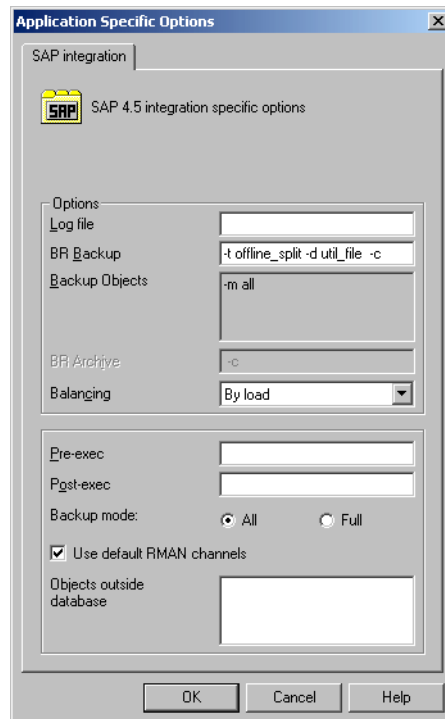 Application Specific Options
SAP integration
SAP
SAP 4.5 integration specific options
Options
Log file
BR Backup
-t offline_split -d util_file  -c
Backup Objects
-m all
BR Archive
-c
Balancing
By load
Pre-exec
Post-exec
Backup mode:
All
Full
Use default RMAN channels
Objects outside
database
OK
Cancel
Help